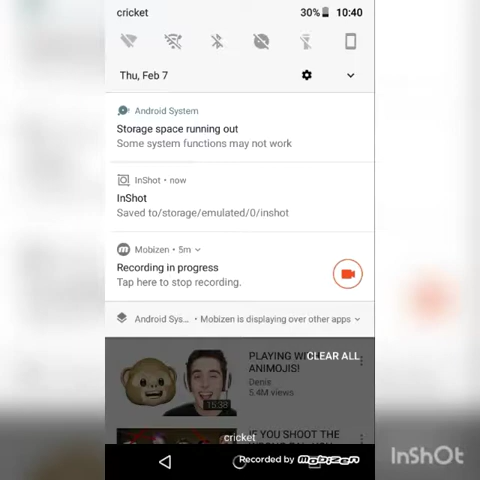 cricket 30% 10:40
Thu, Feb 7
Android System
Storage space running out
Some system functions may not work
InShot • now
InShot
Saved to/storage/emulated/0/inshot
Mobizen • 5m
Recording in progress
Tap here to stop recording.
Android Sys... • Mobizen is displaying over other apps
CLEAR ALL
PLAYING WI
ANIMOJIS!
Denis
5.4M views
15:38
IF YOU SHOOT THE
cricket
Recorded by mobizen
InShOt